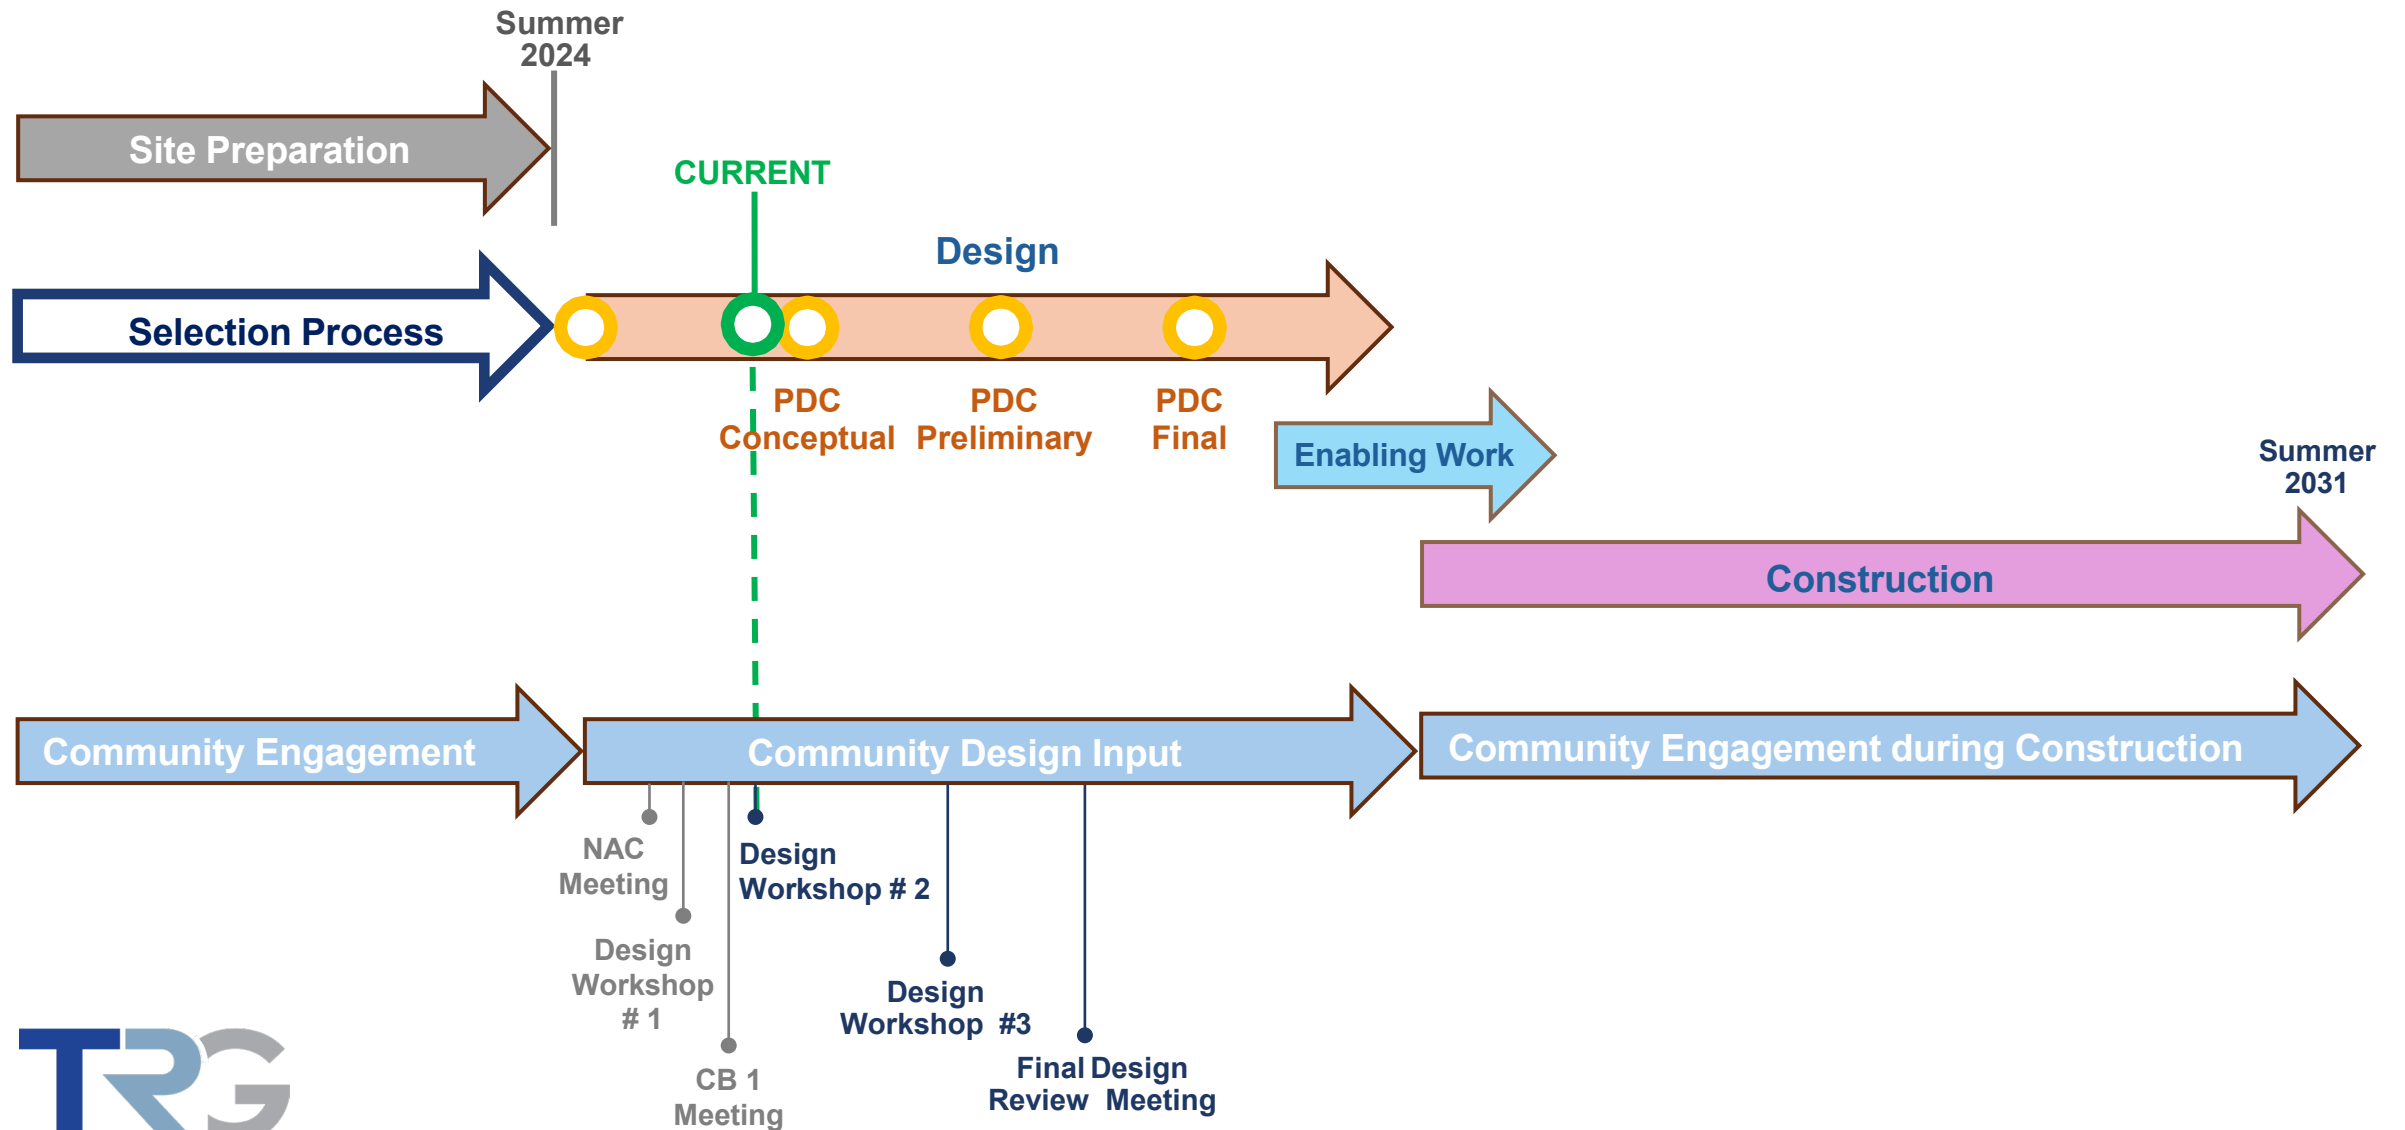 Summer
2024
Site Preparation
CURRENT
Design
Selection Process
PDC
Conceptual
PDC
Preliminary
PDC
Final
Enabling Work
Summer
2031
Construction
Community Engagement
Community Design Input
Community Engagement during Construction
NAC
Meeting
Design
Workshop # 2
Design
Workshop
# 1
Design
Workshop #3
CB 1
Meeting
Final Design
Review Meeting
TRG